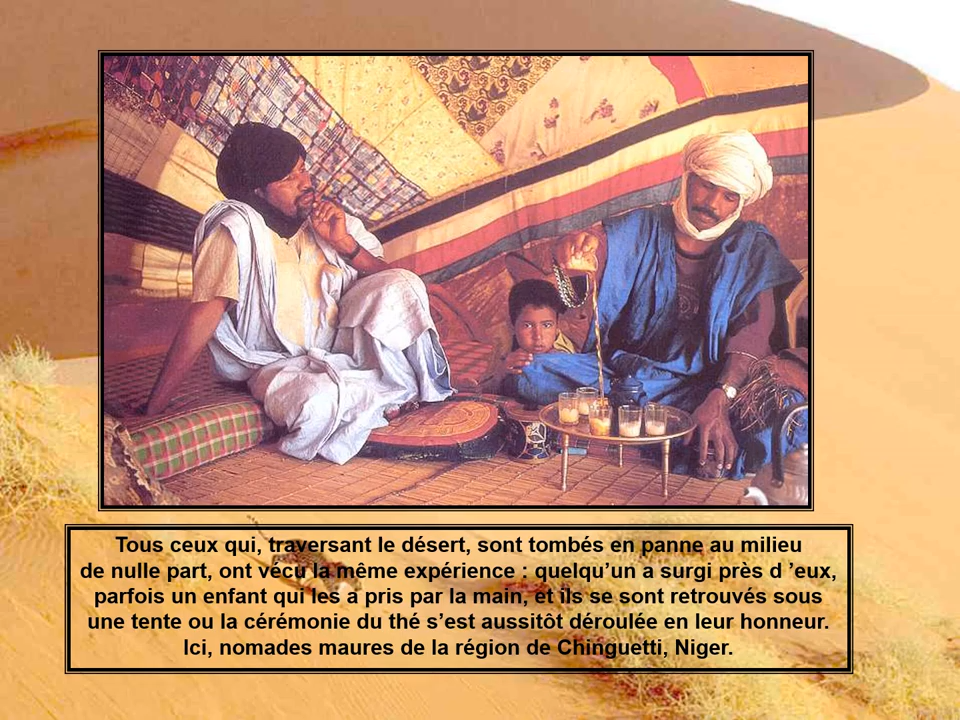 Tous ceux qui, traversant le désert, sont tombés en panne au milieu
de nulle part, ont vécu la même expérience : quelqu’un a surgi près d ’eux,
parfois un enfant qui les a pris par la main, et ils se sont retrouvés sous
une tente ou la cérémonie du thé s’est aussitôt déroulée en leur honneur.
Ici, nomades maures de la région de Chinguetti, Niger.